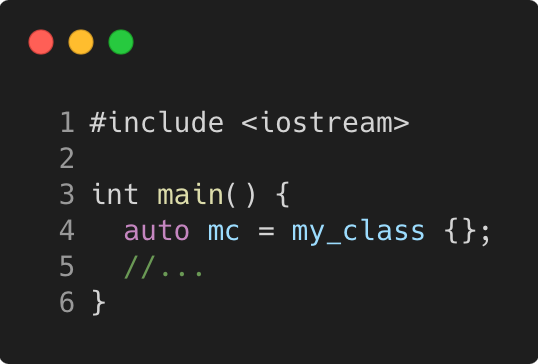 1 #include <iostream>
2
3 int main() {
4   auto mc = my_class {};
5   //...
6 }